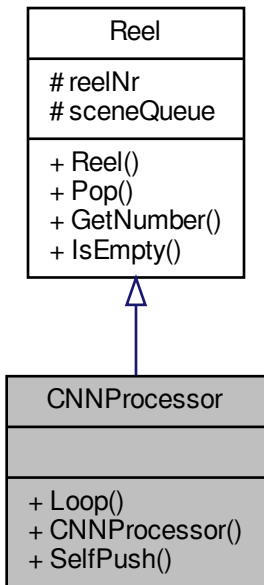 Reel
# reelNr
# sceneQueue
+ Reel()
+ Pop()
+ GetNumber()
+ IsEmpty()
CNNProcessor
+ Loop()
+ CNNProcessor()
+ SelfPush()